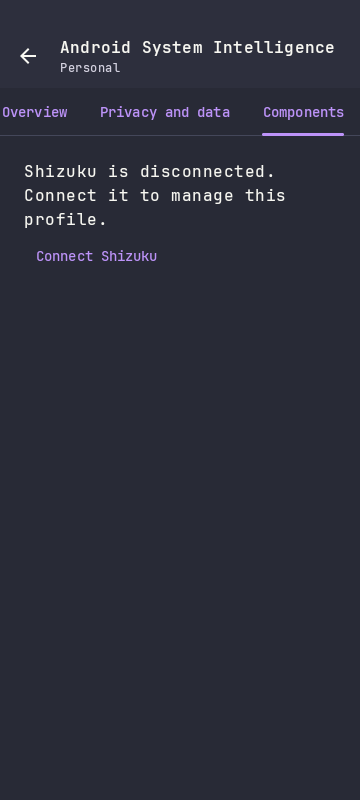 Android System Intelligence
Personal
Overview
Privacy and data
Components
Shizuku is disconnected.
Connect it to manage this
profile.
Connect Shizuku